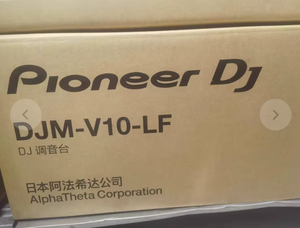 Pioneer Dj
DJM-V10-LF
DJ 调音台
日本阿法希达公司
AlphaTheta Corporation